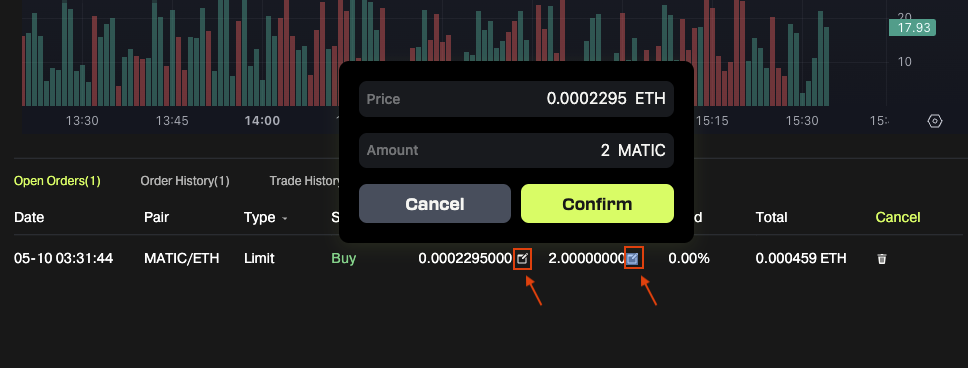 20
17.93
10
13:30 13:45 14:00 15:15 15:30 15:
Price 0.0002295 ETH
Amount 2 MATIC
Cancel Confirm
Open Orders(1) Order History(1) Trade History
Date Pair Type S d Total Cancel
05-10 03:31:44 MATIC/ETH Limit Buy 0.0002295000 2.00000000 0.00% 0.000459 ETH